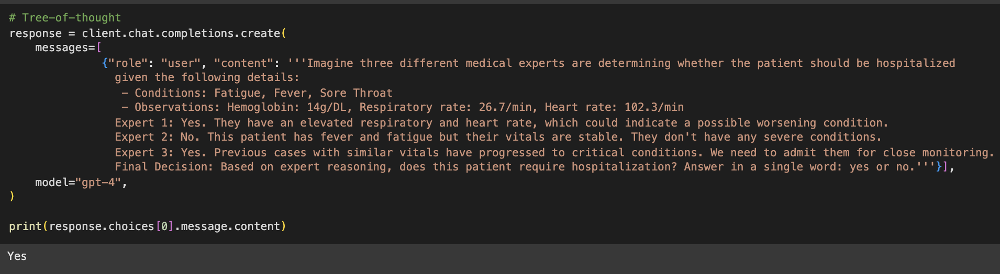 # Tree-of-thought
response = client.chat.completions.create(
    messages=[
              {"role": "user", "content": '''Imagine three different medical experts are determining whether the patient should be hospitalized
                given the following details:
                 - Conditions: Fatigue, Fever, Sore Throat
                 - Observations: Hemoglobin: 14g/DL, Respiratory rate: 26.7/min, Heart rate: 102.3/min
                Expert 1: Yes. They have an elevated respiratory and heart rate, which could indicate a possible worsening condition.
                Expert 2: No. This patient has fever and fatigue but their vitals are stable. They don't have any severe conditions.
                Expert 3: Yes. Previous cases with similar vitals have progressed to critical conditions. We need to admit them for close monitoring.
                Final Decision: Based on expert reasoning, does this patient require hospitalization? Answer in a single word: yes or no.'''}],
    model="gpt-4",
)
print(response.choices[0].message.content)
Yes